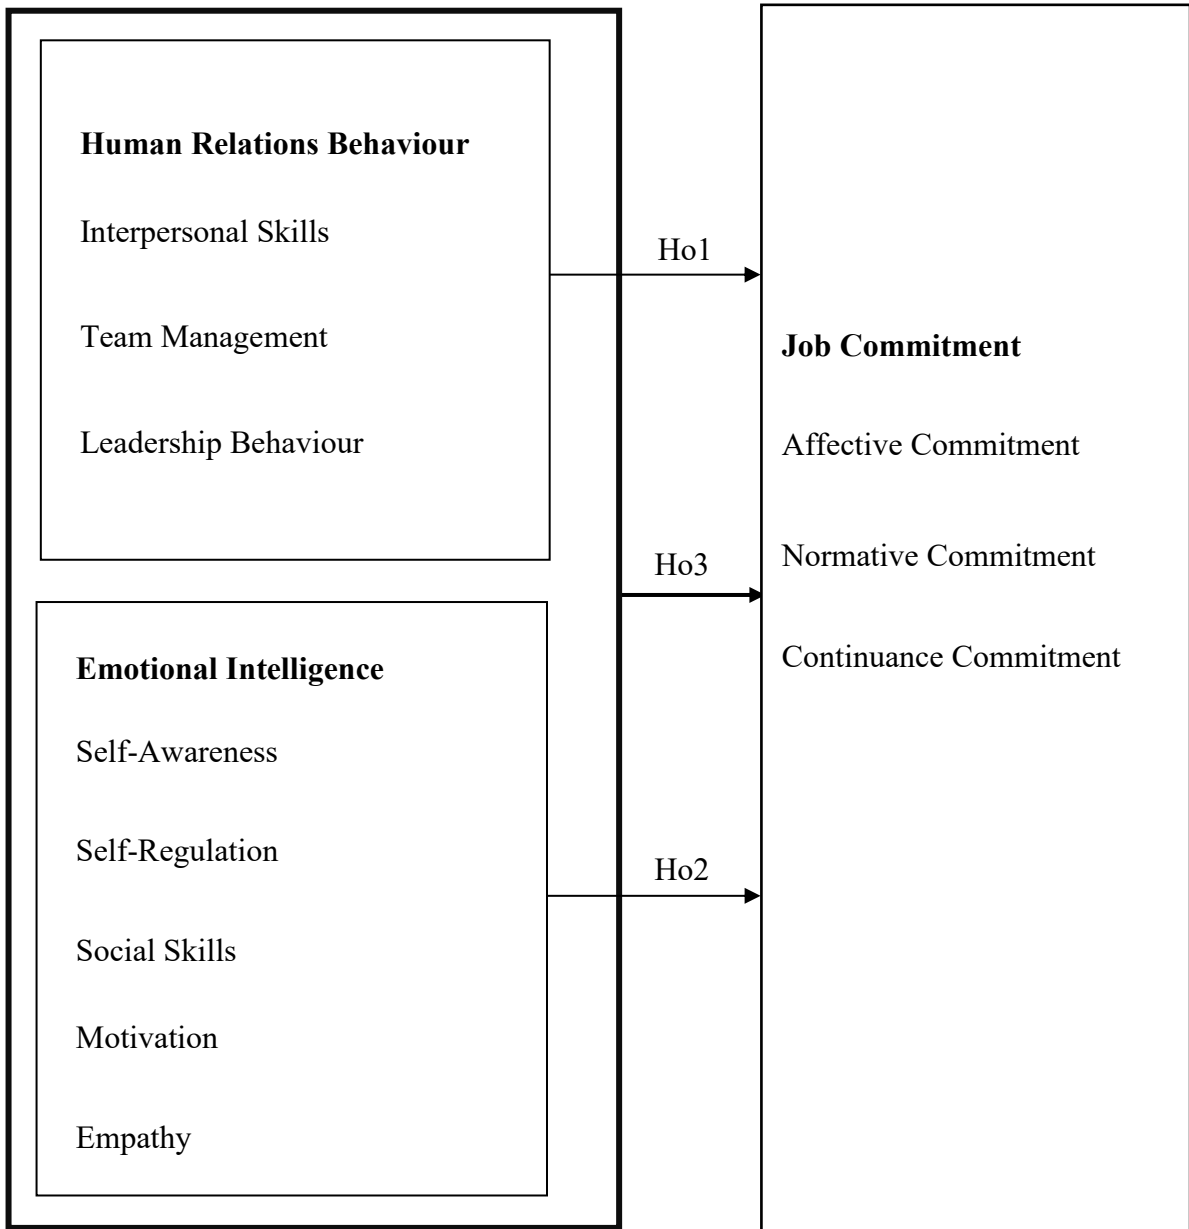 Human Relations Behaviour
Interpersonal Skills
Team Management
Leadership Behaviour
Emotional Intelligence
Self-Awareness
Self-Regulation
Social Skills
Motivation
Empathy
Ho1
Ho3
Ho2
Job Commitment
Affective Commitment
Normative Commitment
Continuance Commitment